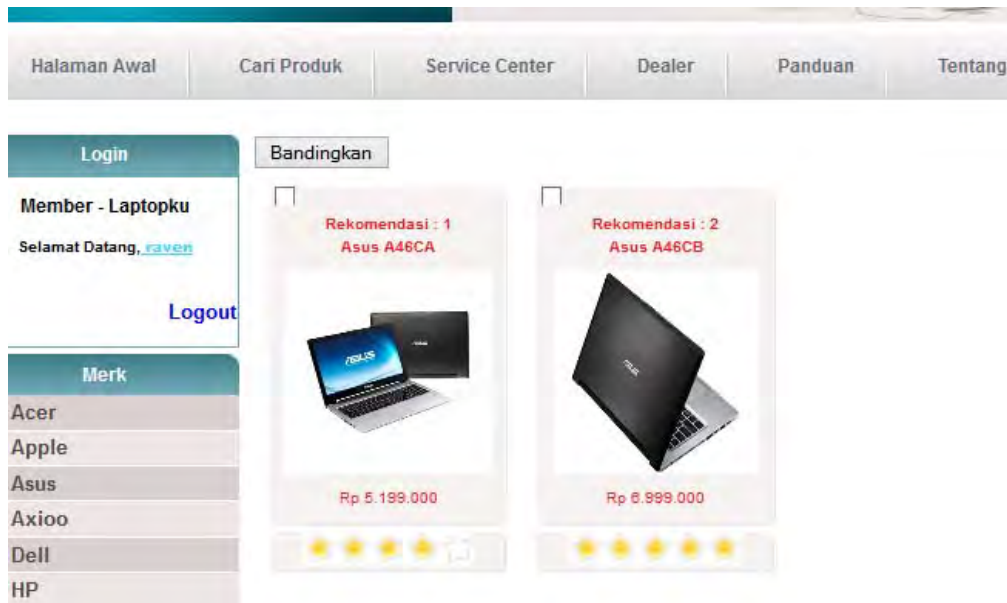 Halaman Awal Cari Produk Service Center Dealer Panduan Tentang
Login
Member - Laptopku
Selamat Datang, raven
Logout
Merk
Acer
Apple
Asus
Axioo
Dell
HP
Bandingkan
Rekomendasi : 1
Asus A46CA
ASUS
Rp 5.199.000
Rekomendasi : 2
Asus A46CB
Rp 6.999.000